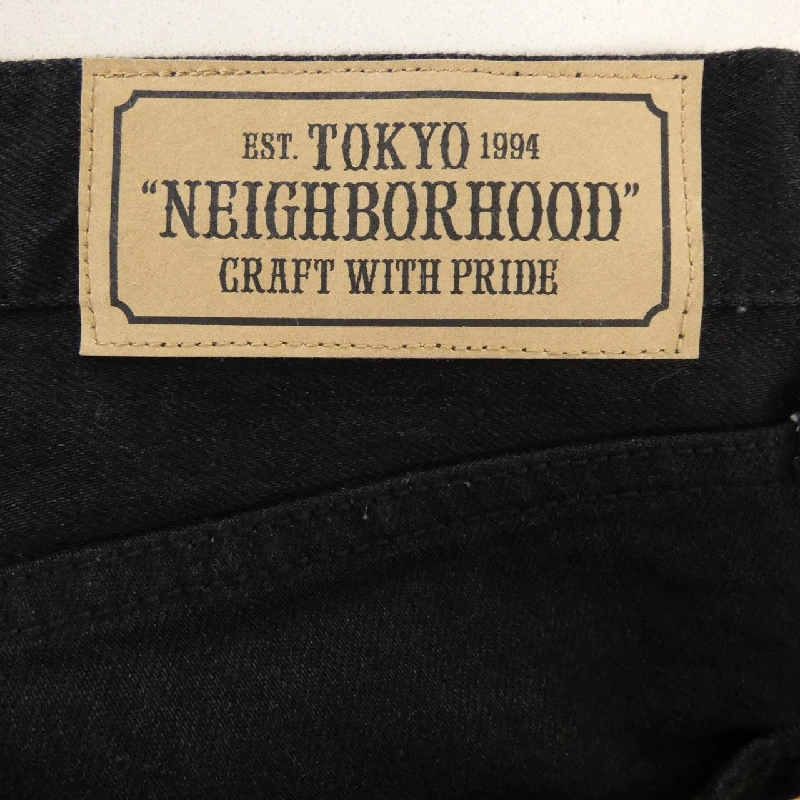 EST. TOKYO 1994
“NEIGHBORHOOD”
CRAFT WITH PRIDE